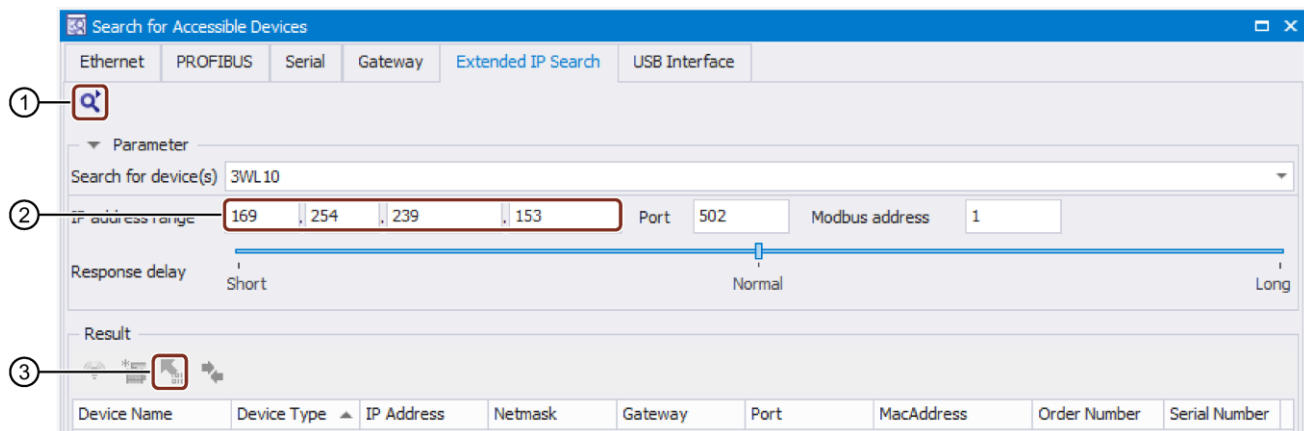 Search for Accessible Devices
Ethernet PROFIBUS Serial Gateway Extended IP Search USB Interface
1
Parameter
Search for device(s) 3WL10
2 IP address range 169 . 254 . 239 . 153 Port 502 Modbus address 1
Response delay
Short Normal Long
Result
3
Device Name Device Type IP Address Netmask Gateway Port MacAddress Order Number Serial Number